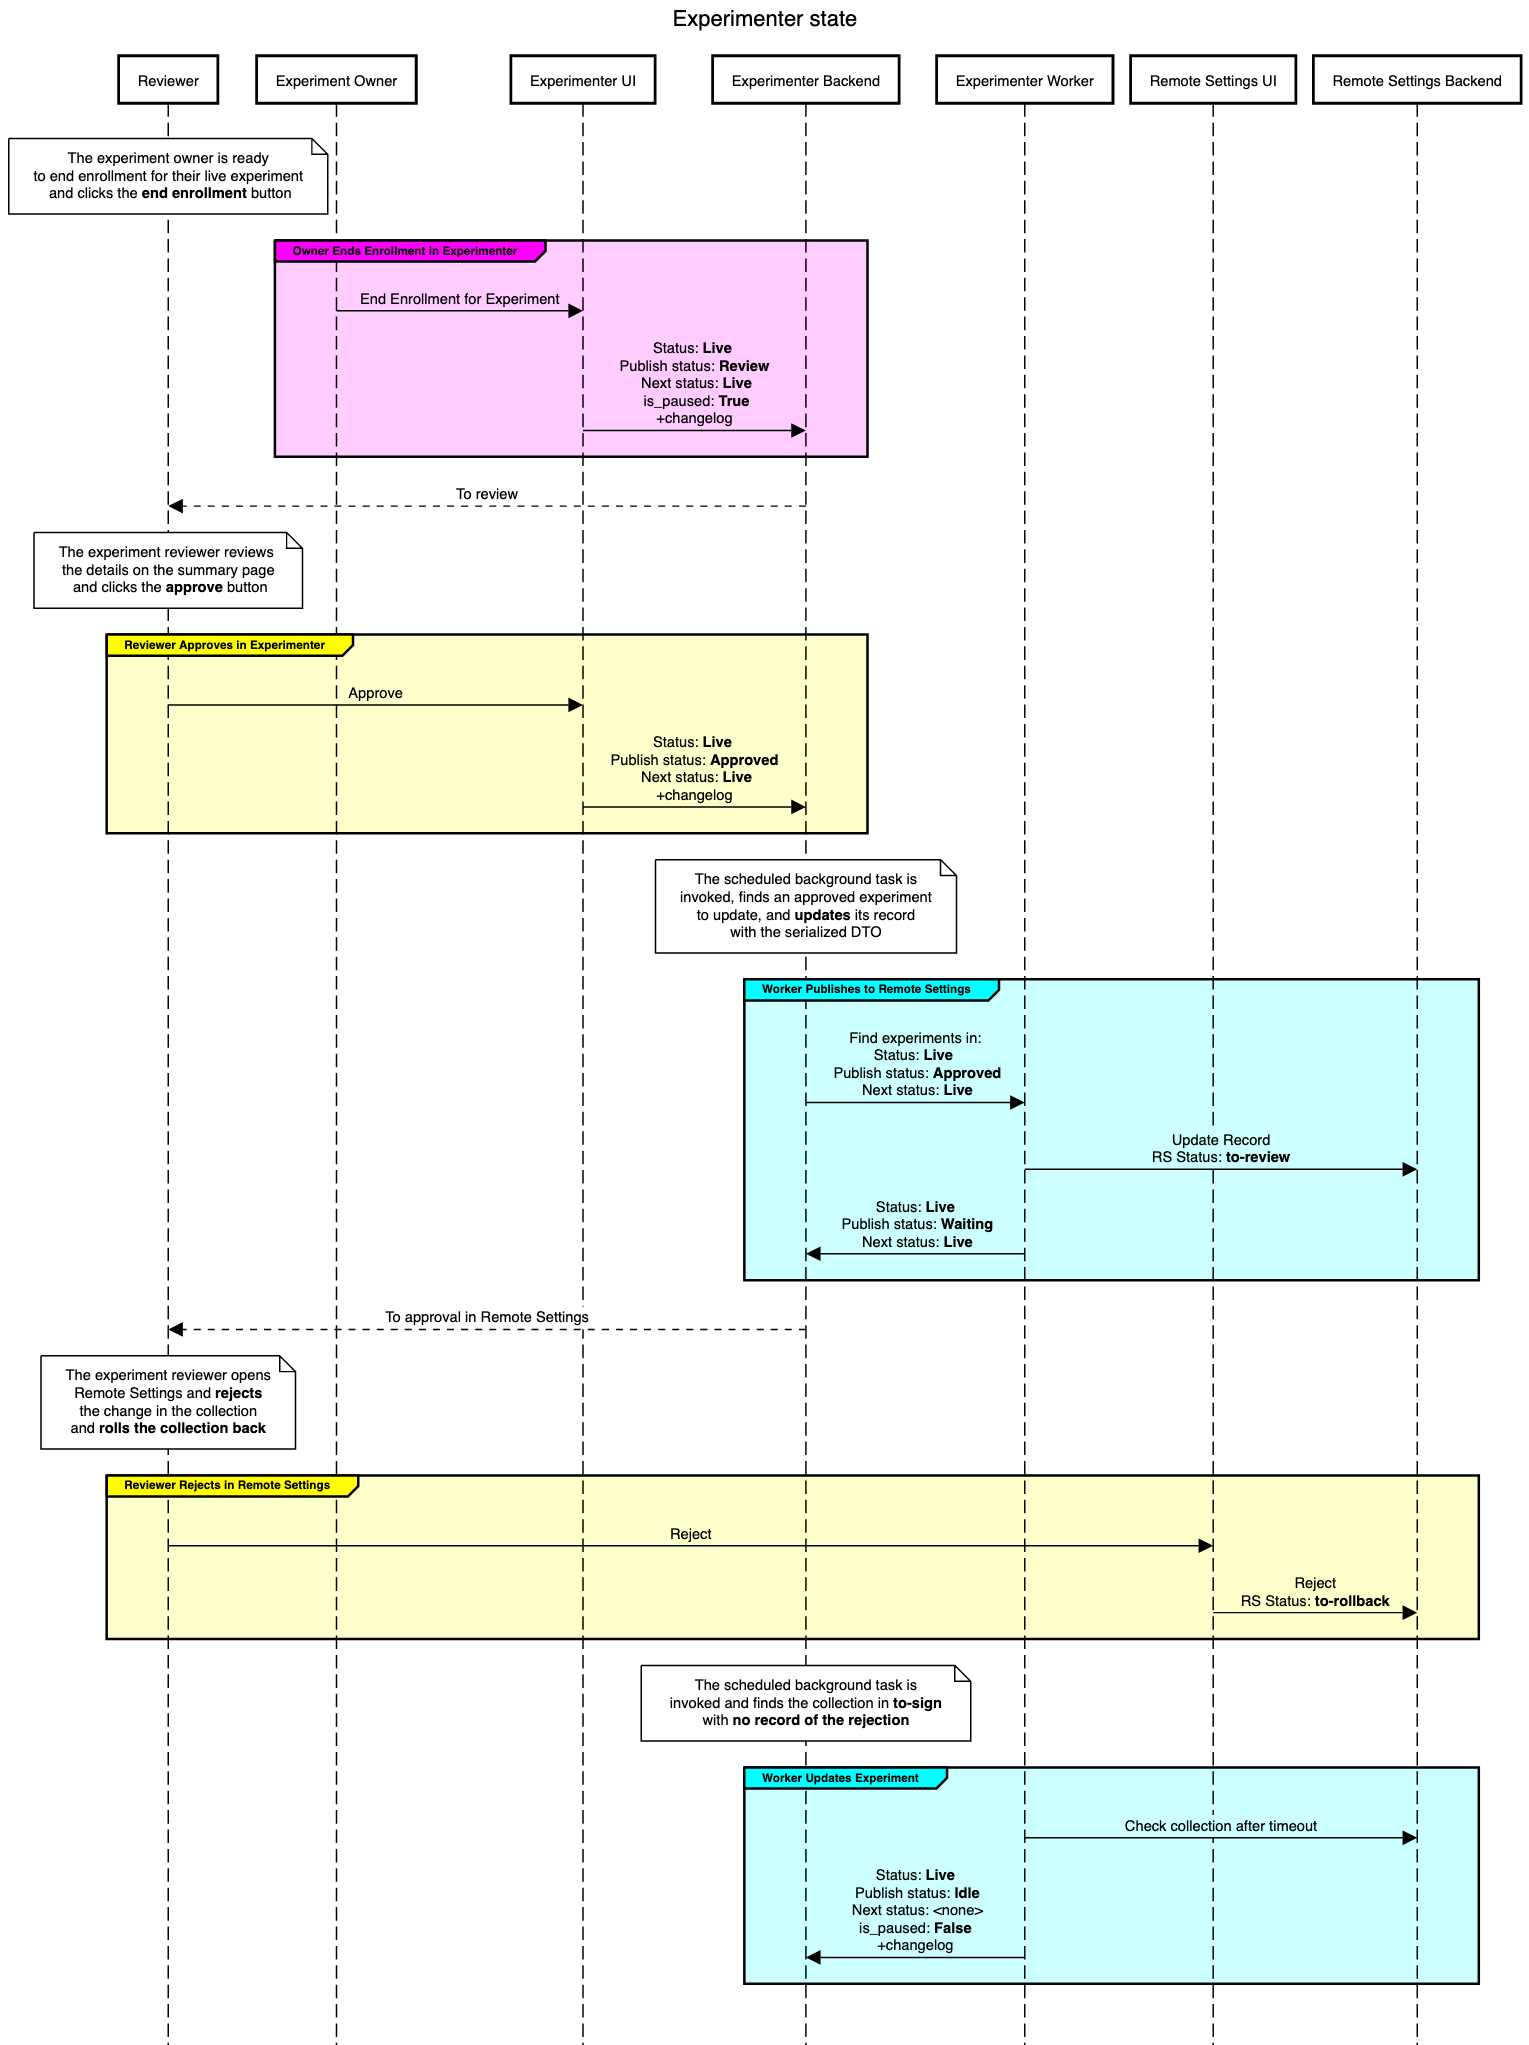 Experimenter state
Reviewer
Experiment Owner
Experimenter UI
Experimenter Backend
Experimenter Worker
Remote Settings UI
Remote Settings Backend
The experiment owner is ready
to end enrollment for their live experiment
and clicks the end enrollment button
Owner Ends Enrollment in Experimenter
End Enrollment for Experiment
Status: Live
Publish status: Review
Next status: Live
is_paused: True
+changelog
To review
The experiment reviewer reviews
the details on the summary page
and clicks the approve button
Reviewer Approves in Experimenter
Approve
Status: Live
Publish status: Approved
Next status: Live
+changelog
The scheduled background task is
invoked, finds an approved experiment
to update, and updates its record
with the serialized DTO
Worker Publishes to Remote Settings
Find experiments in:
Status: Live
Publish status: Approved
Next status: Live
Update Record
RS Status: to-review
Status: Live
Publish status: Waiting
Next status: Live
To approval in Remote Settings
The experiment reviewer opens
Remote Settings and rejects
the change in the collection
and rolls the collection back
Reviewer Rejects in Remote Settings
Reject
Reject
RS Status: to-rollback
The scheduled background task is
invoked and finds the collection in to-sign
with no record of the rejection
Worker Updates Experiment
Check collection after timeout
Status: Live
Publish status: Idle
Next status: <none>
is_paused: False
+changelog